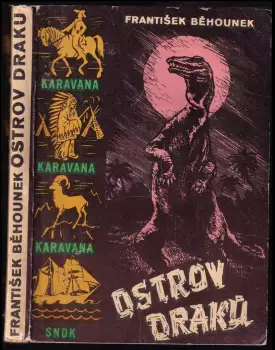 FRANTIŠEK BĚHOUNEK OSTROV DRAKŮ
KARAVANA
KARAVANA
KARAVANA
SNDK
FRANTIŠEK BĚHOUNEK
OSTROV
DRAKŮ